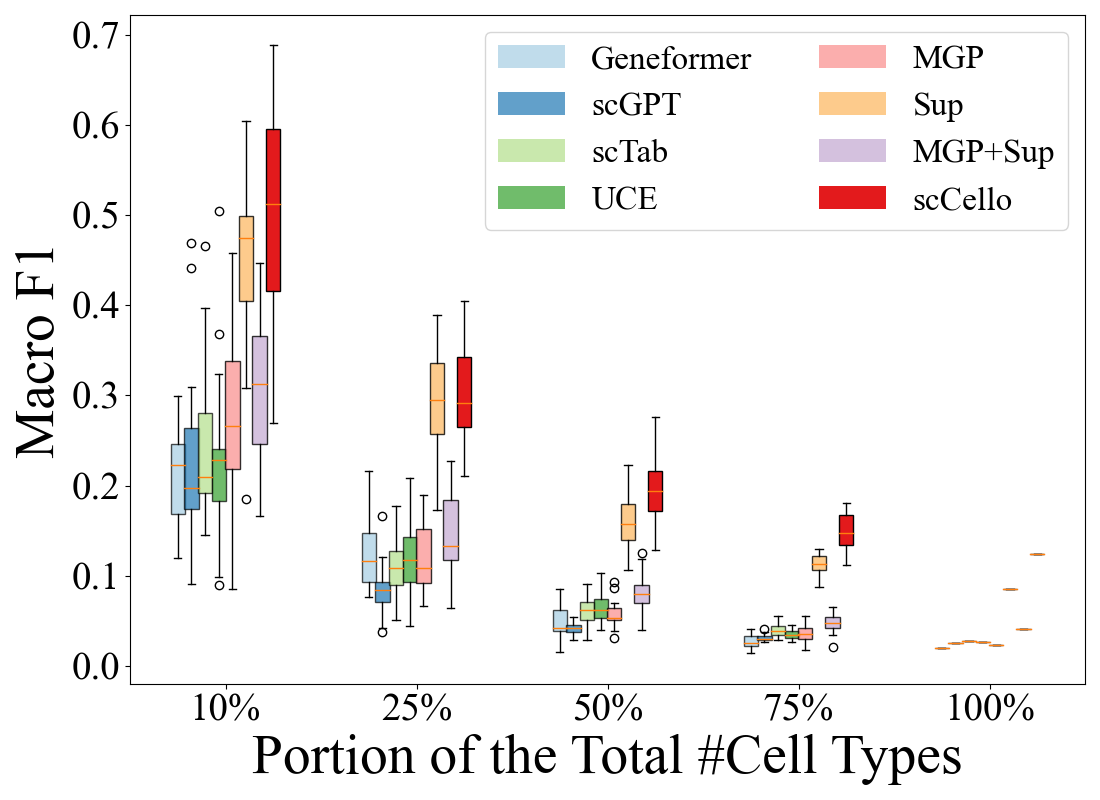 Macro F1
0.7
0.6
0.5
0.4
0.3
0.2
0.1
0.0
Geneformer
scGPT
scTab
UCE
MGP
Sup
MGP+Sup
scCello
10% 25% 50% 75% 100%
Portion of the Total #Cell Types